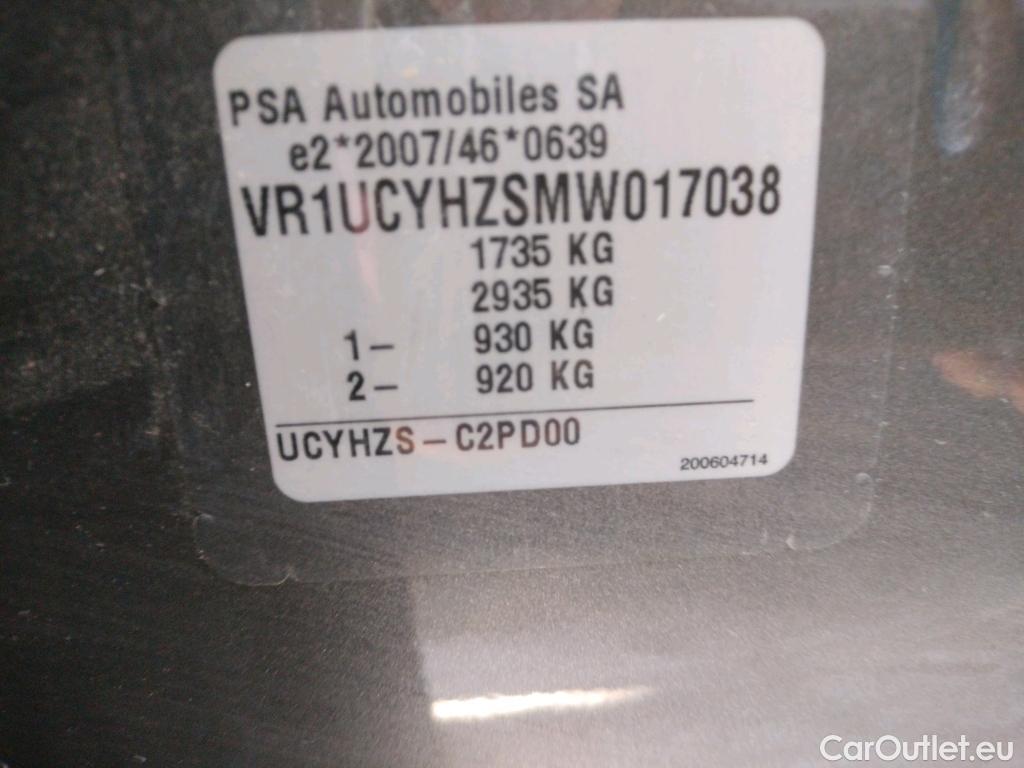 PSA Automobiles SA
e2*2007/46*0639
VR1UCYHZSMW017038
1735 KG
2935 KG
1- 930 KG
2- 920 KG
UCYHZS - C2PD00
200604714
CarOutlet.eu